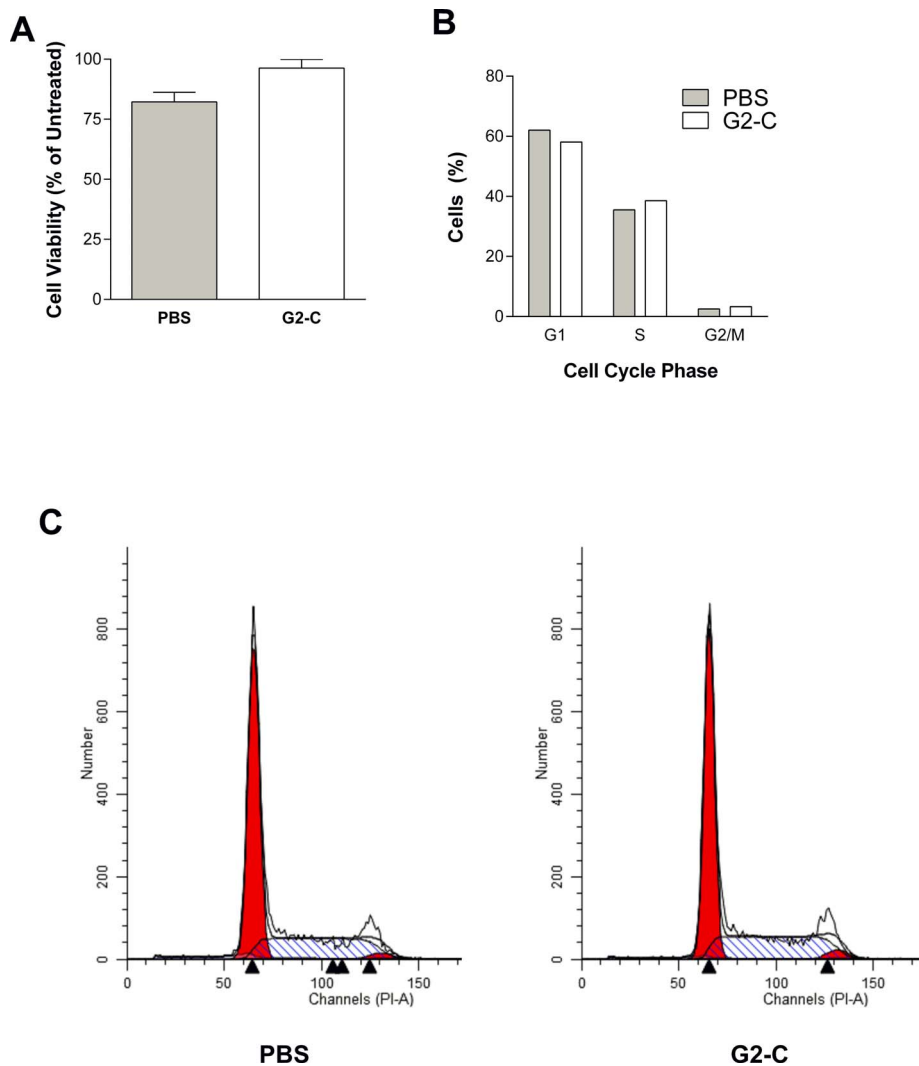 A
Cell Viability (% of Untreated)
100
75
50
25
0
PBS
G2-C
B
Cells (%)
80
60
40
20
0
PBS
G2-C
G1
S
G2/M
Cell Cycle Phase
C
Number
800
600
400
200
0
0
50
100
150
Channels (PI-A)
PBS
Number
800
600
400
200
0
0
50
100
150
Channels (PI-A)
G2-C